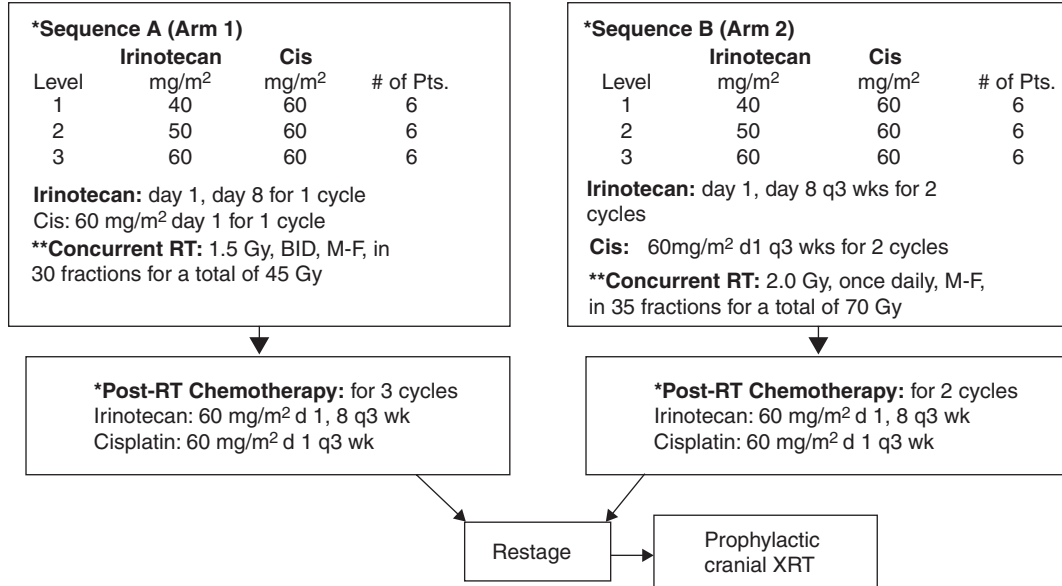 *Sequence A (Arm 1)
Irinotecan Cis
Level mg/m² mg/m² # of Pts.
1 40 60 6
2 50 60 6
3 60 60 6
Irinotecan: day 1, day 8 for 1 cycle
Cis: 60 mg/m² day 1 for 1 cycle
**Concurrent RT: 1.5 Gy, BID, M-F, in
30 fractions for a total of 45 Gy
*Sequence B (Arm 2)
Irinotecan Cis
Level mg/m² mg/m² # of Pts.
1 40 60 6
2 50 60 6
3 60 60 6
Irinotecan: day 1, day 8 q3 wks for 2
cycles
Cis: 60mg/m² d1 q3 wks for 2 cycles
**Concurrent RT: 2.0 Gy, once daily, M-F,
in 35 fractions for a total of 70 Gy
*Post-RT Chemotherapy: for 3 cycles
Irinotecan: 60 mg/m² d 1, 8 q3 wk
Cisplatin: 60 mg/m² d 1 q3 wk
*Post-RT Chemotherapy: for 2 cycles
Irinotecan: 60 mg/m² d 1, 8 q3 wk
Cisplatin: 60 mg/m² d 1 q3 wk
Restage
Prophylactic
cranial XRT